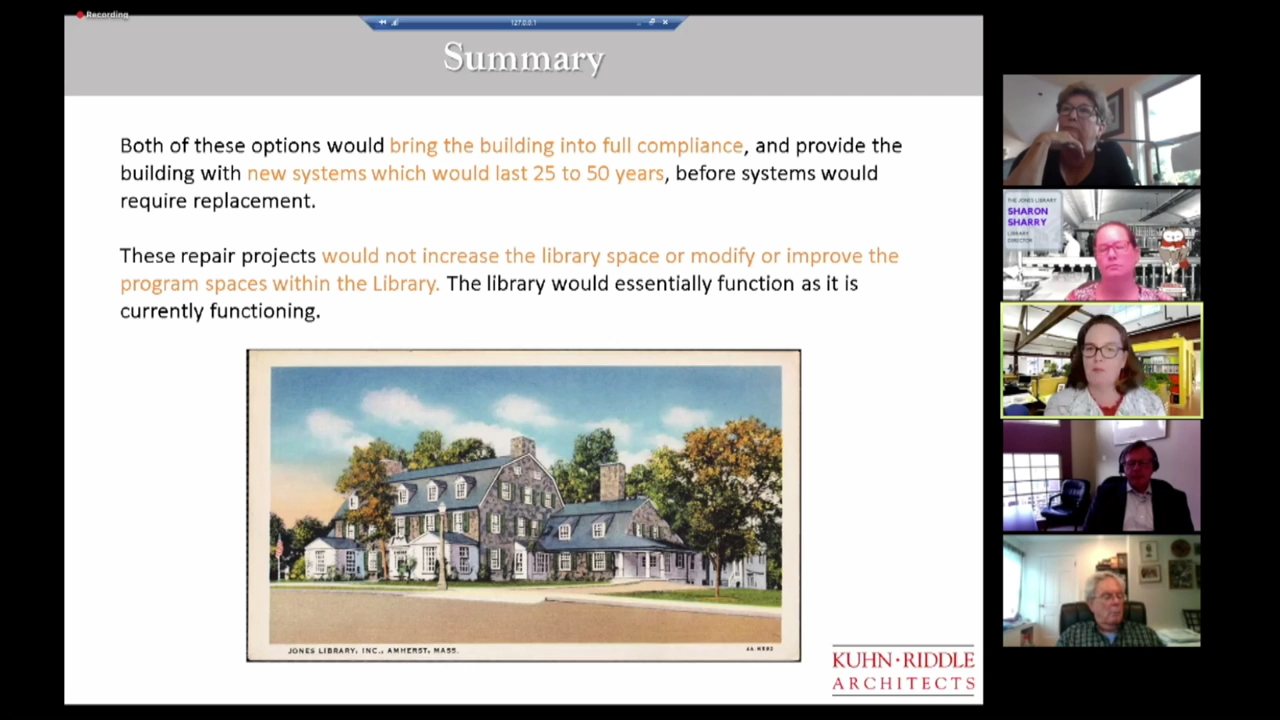 Recording
127.0.0.1
Summary
Both of these options would bring the building into full compliance, and provide the
building with new systems which would last 25 to 50 years, before systems would
require replacement.
These repair projects would not increase the library space or modify or improve the
program spaces within the Library. The library would essentially function as it is
currently functioning.
JONES LIBRARY, INC., AMHERST, MASS.
KUHN·RIDDLE
ARCHITECTS
THE JONES LIBRARY
SHARON
SHARRY
LIBRARY
DIRECTOR